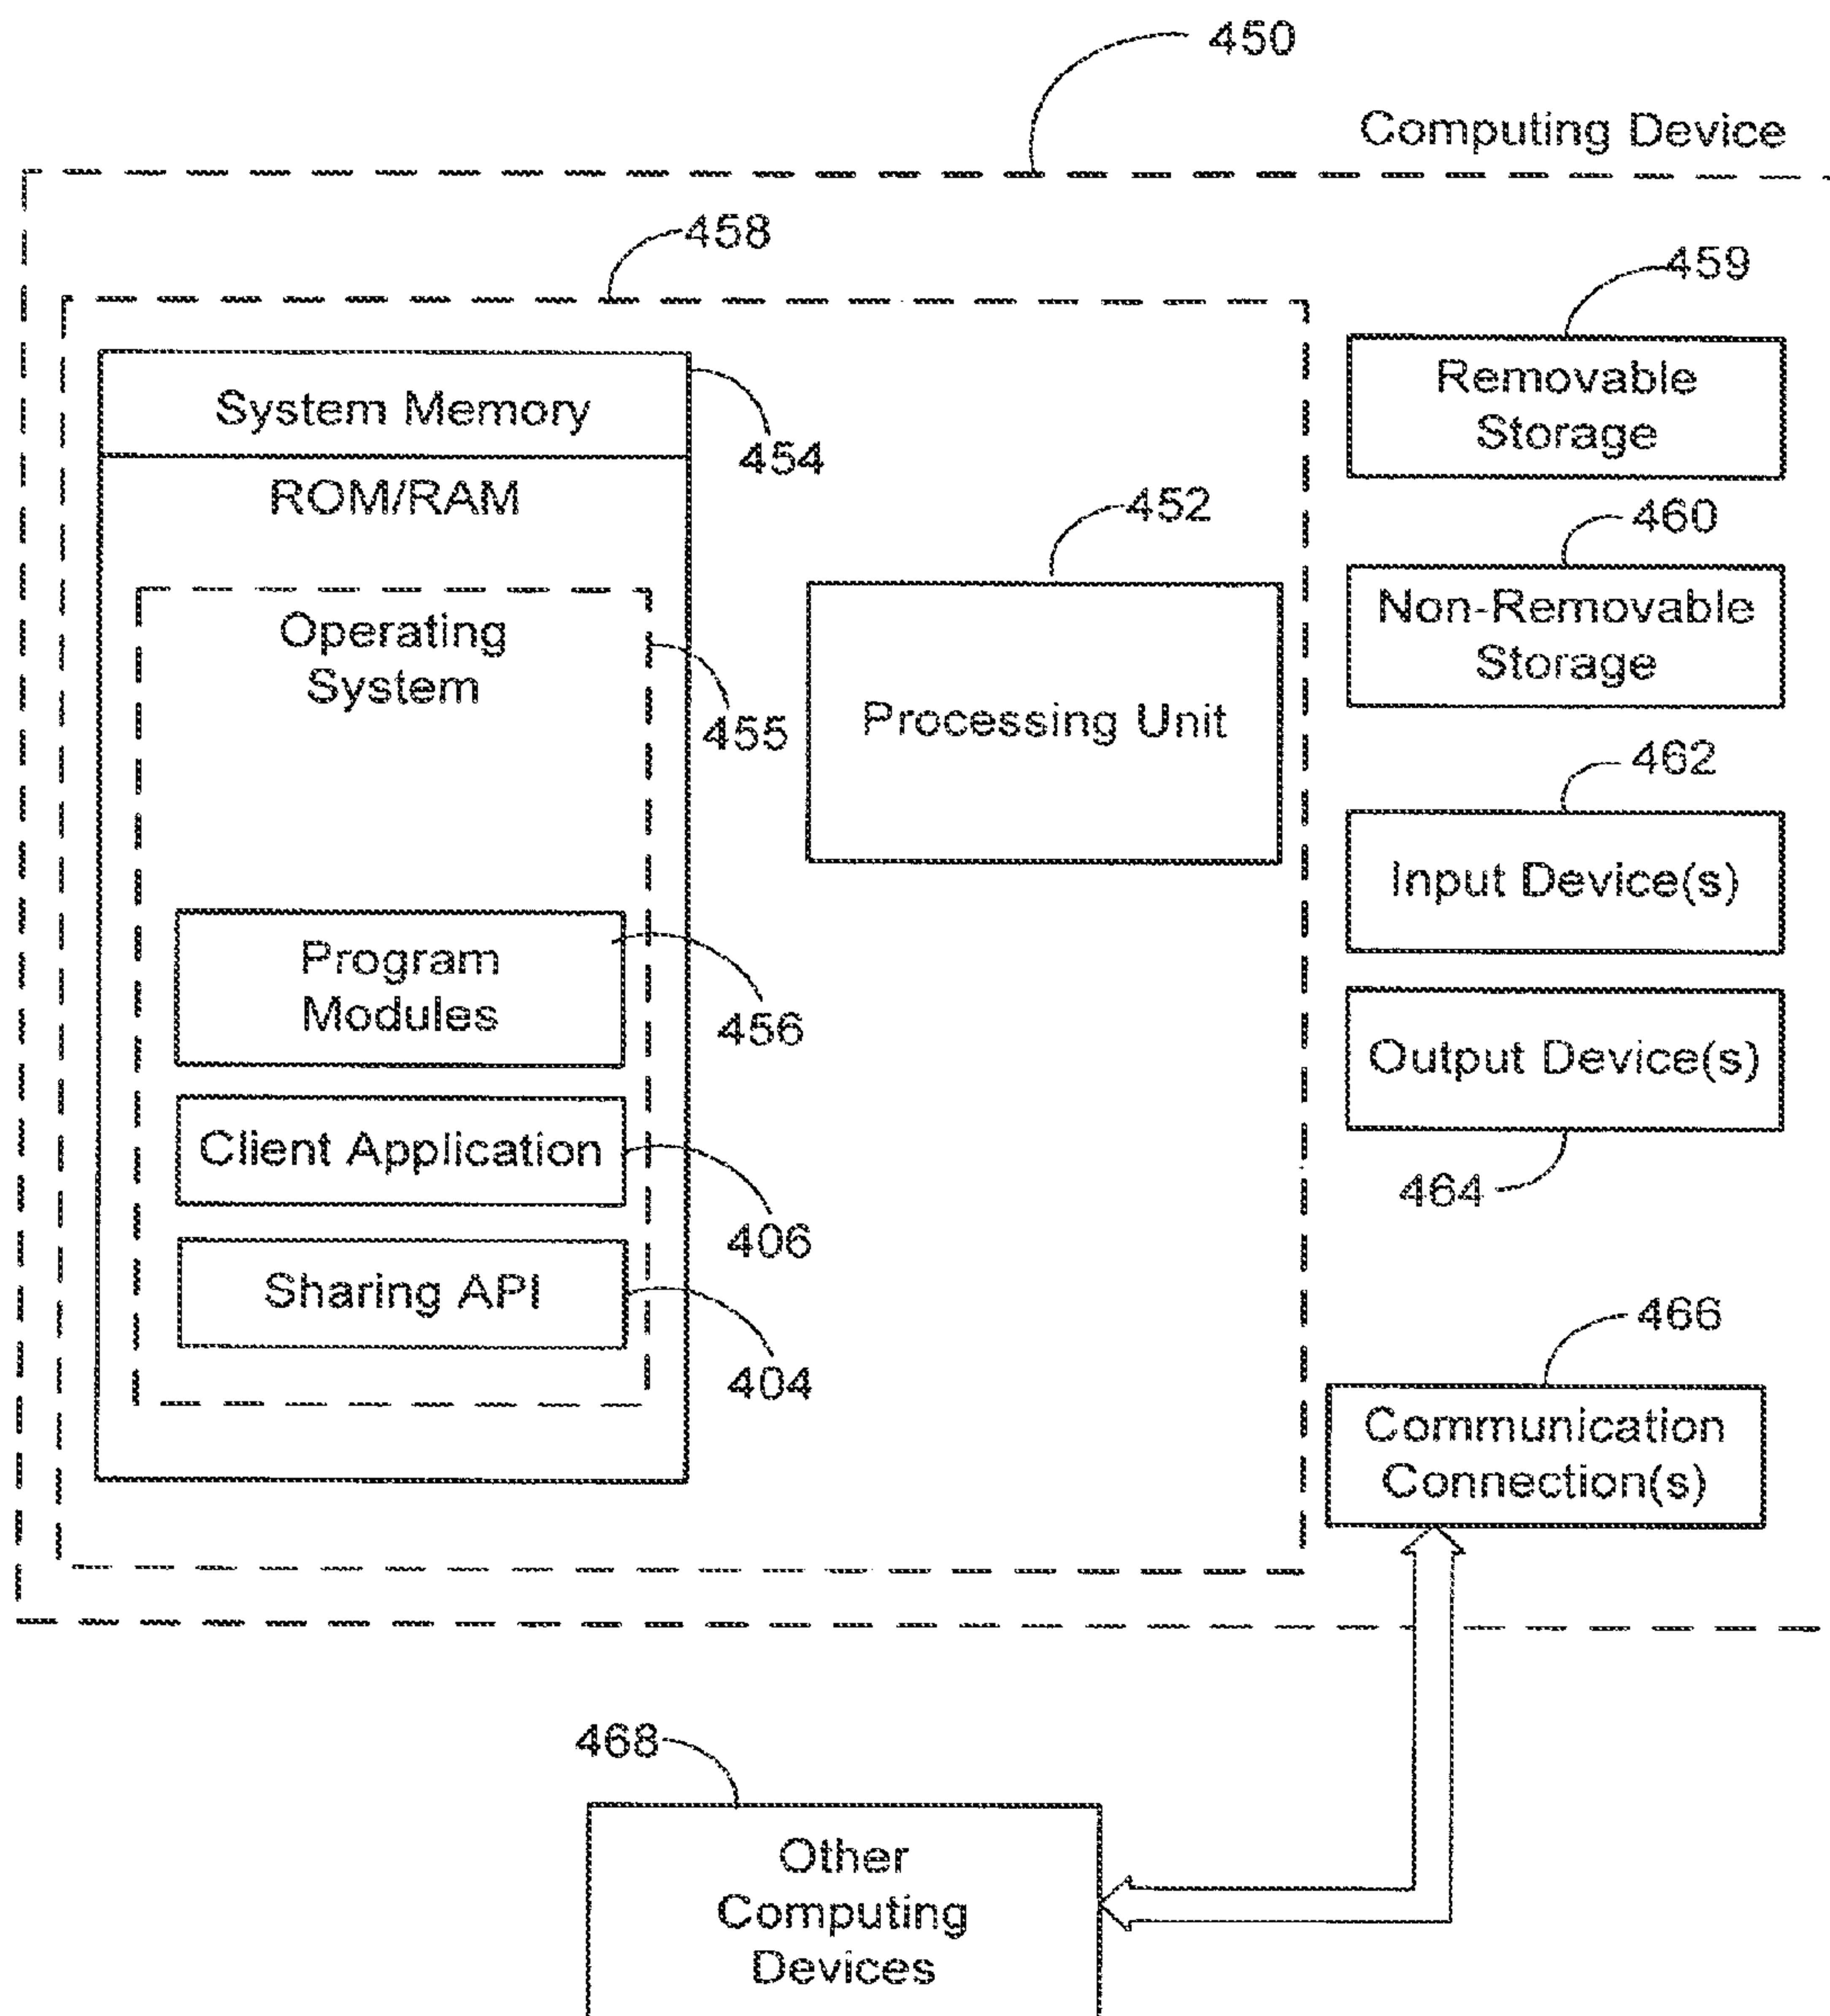 450
Computing Device
458
459
System Memory
454
Removable
Storage
ROM/RAM
452
460
Operating
System
455
Processing Unit
Non-Removable
Storage
462
Input Device(s)
Program
Modules
456
Output Device(s)
464
Client Application
406
Sharing API
404
466
Communication
Connection(s)
468
Other
Computing
Devices